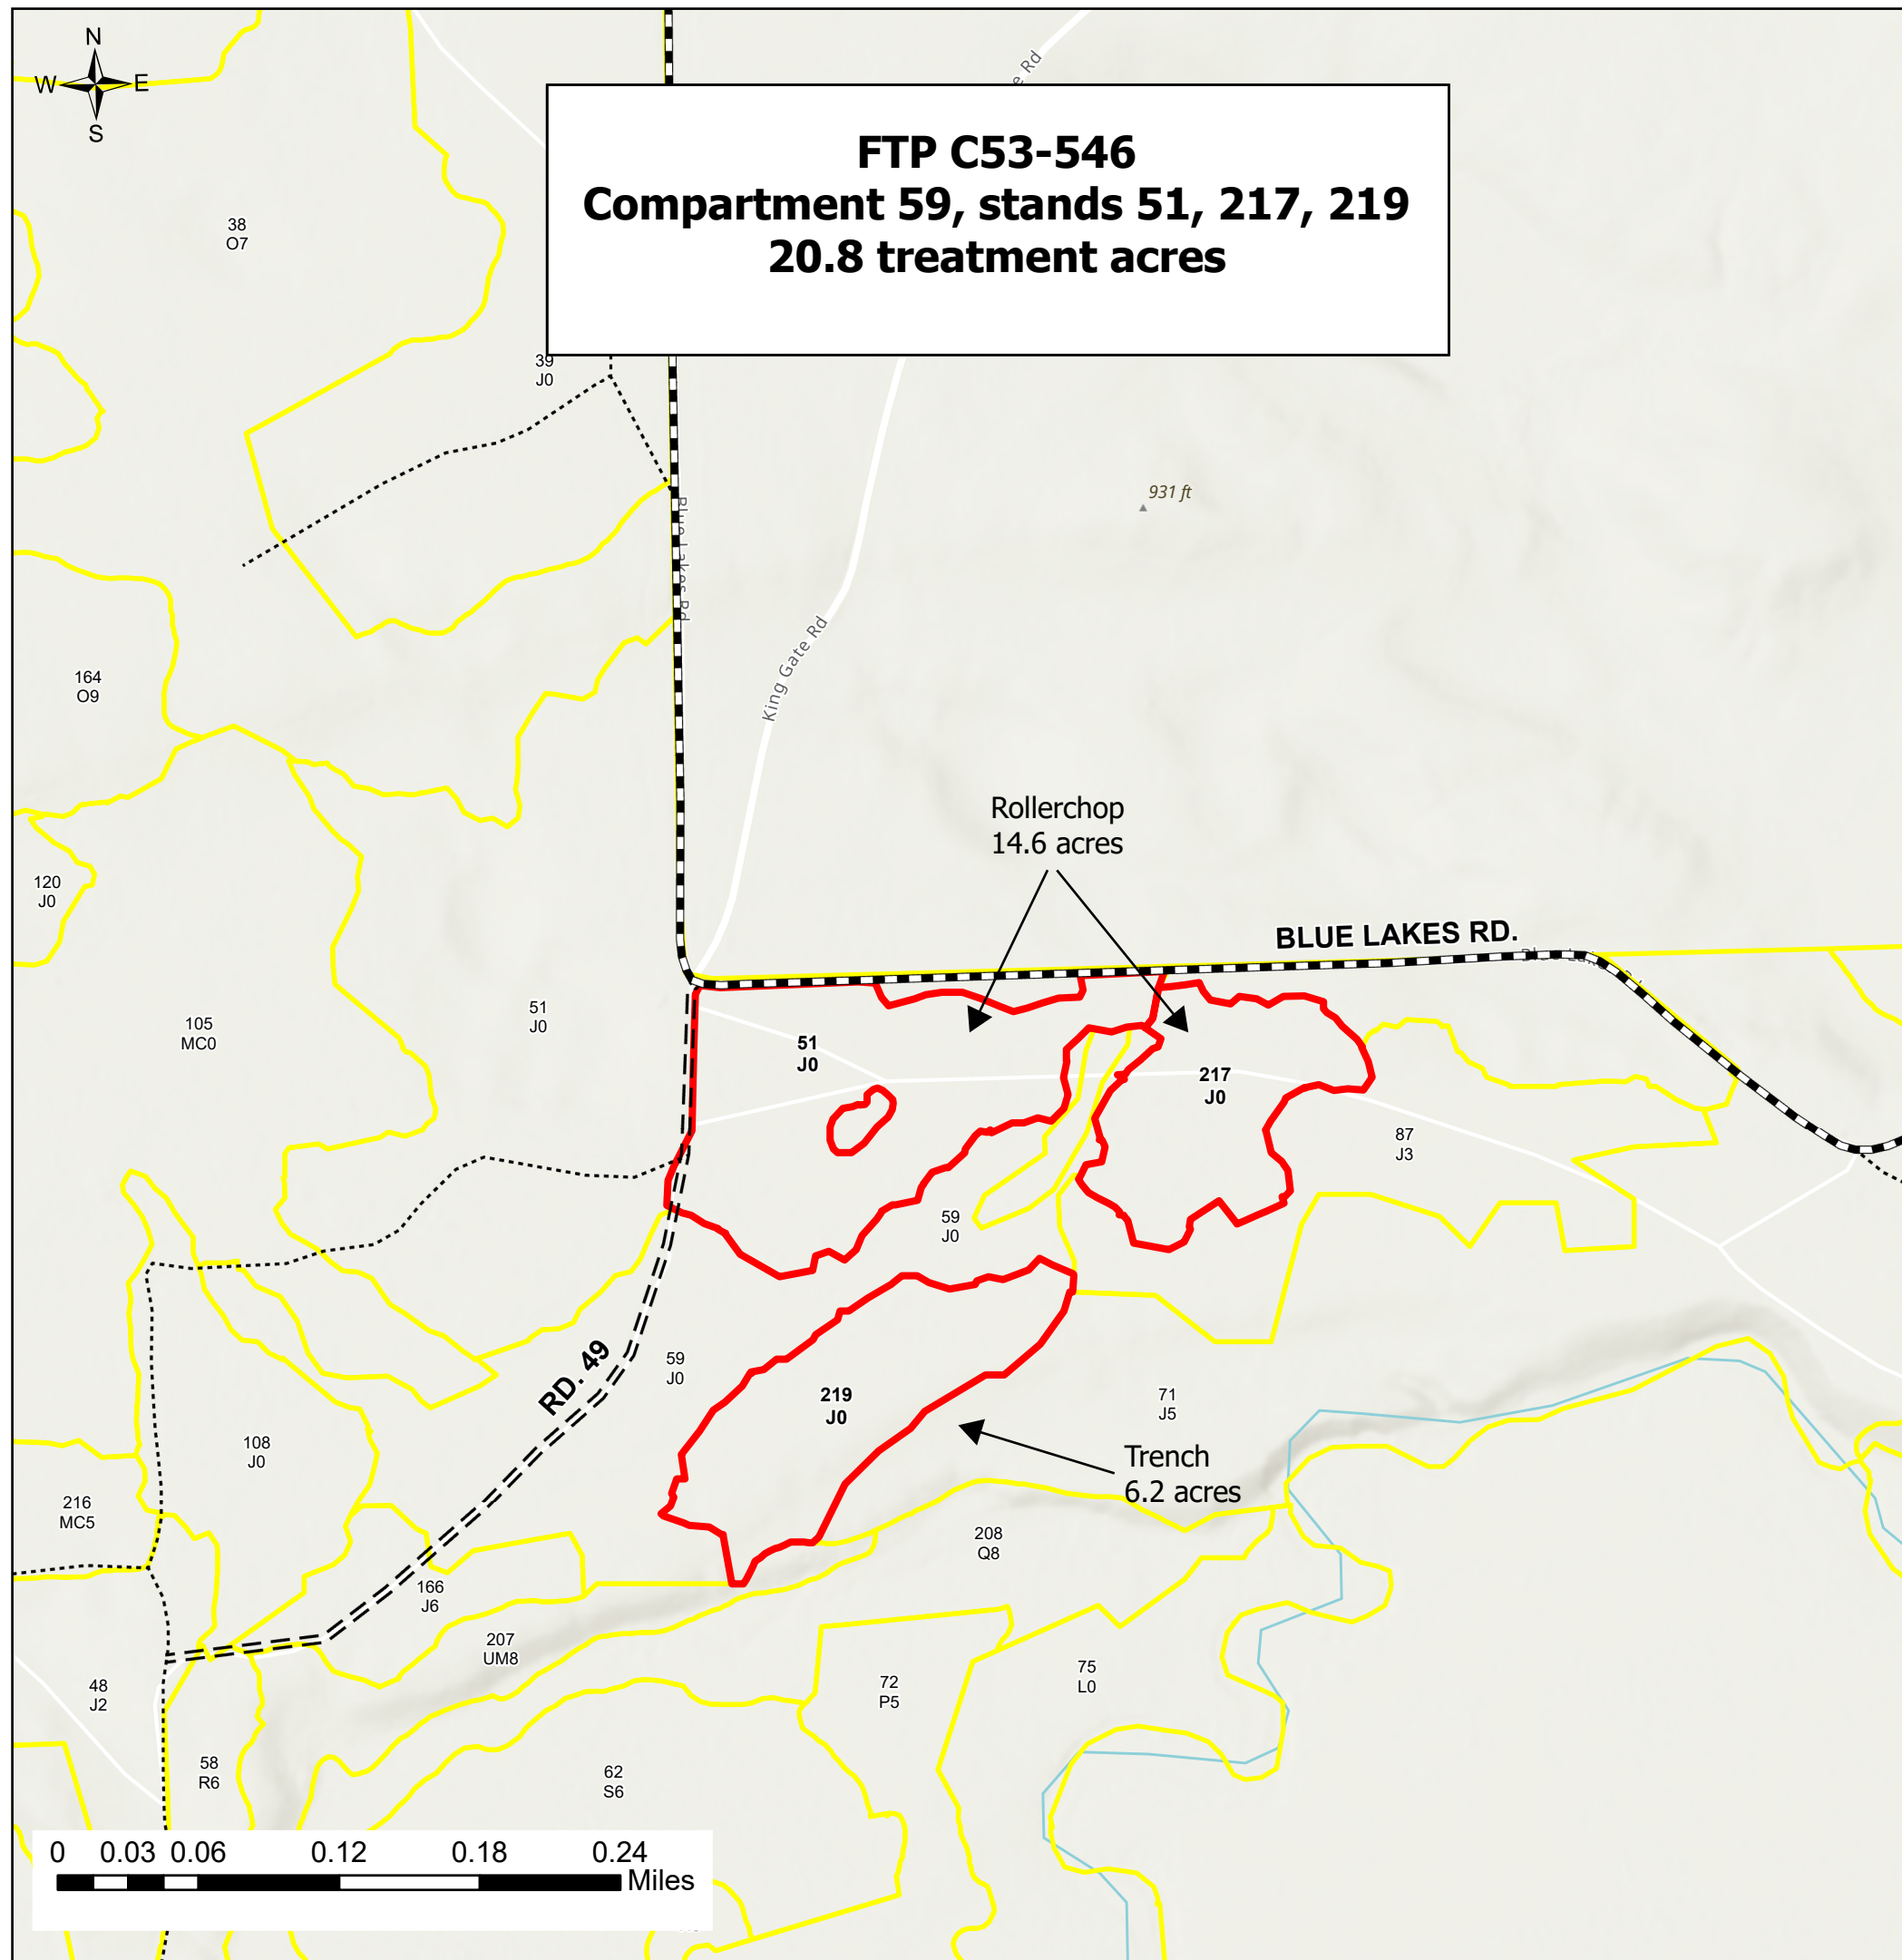 N
W E
S
e Rd
FTP C53-546
Compartment 59, stands 51, 217, 219
20.8 treatment acres
38
O7
39
J0
931 ft
Blue Lakes Rd
King Gate Rd
164
O9
Rollerchop
14.6 acres
120
J0
BLUE LAKES RD.
105
MC0
51
J0
51
J0
217
J0
87
J3
59
J0
RD. 49
59
J0
219
J0
71
J5
Trench
6.2 acres
108
J0
216
MC5
208
Q8
166
J6
207
UM8
48
J2
72
P5
75
L0
58
R6
62
S6
0 0.03 0.06 0.12 0.18 0.24
Miles